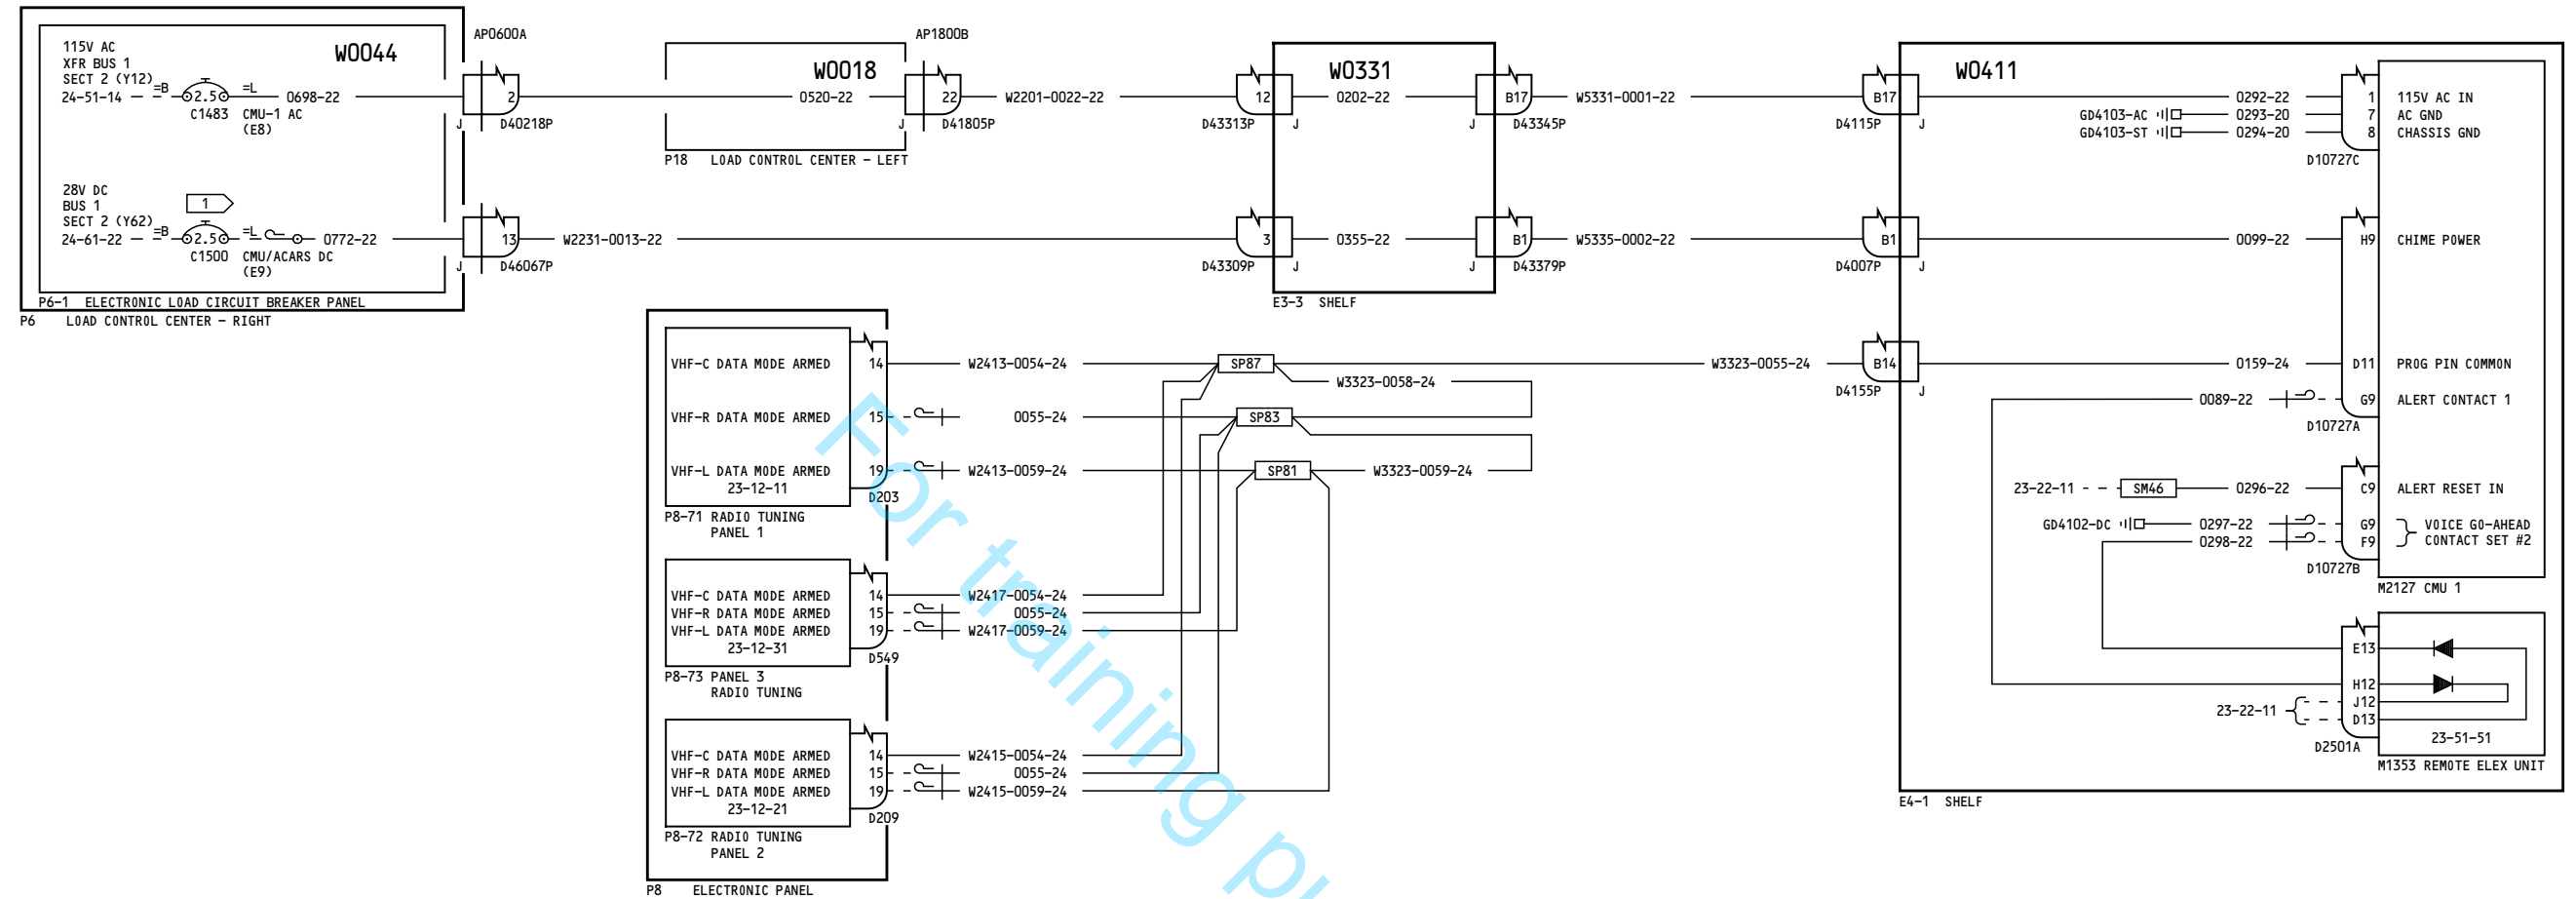 115V AC
XFR BUS 1
SECT 2 (Y12)
24-51-14
=B
2.5
=L
0698-22
C1483
CMU-1 AC
(E8)
W0044
28V DC
BUS 1
SECT 2 (Y62)
24-61-22
1
=B
2.5
=L
0772-22
C1500
CMU/ACARS DC
(E9)
P6-1 ELECTRONIC LOAD CIRCUIT BREAKER PANEL
P6 LOAD CONTROL CENTER - RIGHT
AP0600A
2
J D40218P
13
J D46067P
W2231-0013-22
W0018
0520-22
P18 LOAD CONTROL CENTER - LEFT
AP1800B
22
J D41805P
W2201-0022-22
12
D43313P J
W0331
0202-22
B17
J D43345P
W5331-0001-22
3
D43309P J
0355-22
B1
J D43379P
W5335-0002-22
E3-3 SHELF
B17
D4115P J
B1
D4007P J
B14
D4155P J
VHF-C DATA MODE ARMED 14 W2413-0054-24
VHF-R DATA MODE ARMED 15 0055-24
VHF-L DATA MODE ARMED 19 W2413-0059-24
23-12-11
D203
P8-71 RADIO TUNING
PANEL 1
VHF-C DATA MODE ARMED 14 W2417-0054-24
VHF-R DATA MODE ARMED 15 0055-24
VHF-L DATA MODE ARMED 19 W2417-0059-24
23-12-31
D549
P8-73 PANEL 3
RADIO TUNING
VHF-C DATA MODE ARMED 14 W2415-0054-24
VHF-R DATA MODE ARMED 15 0055-24
VHF-L DATA MODE ARMED 19 W2415-0059-24
23-12-21
D209
P8-72 RADIO TUNING
PANEL 2
P8 ELECTRONIC PANEL
SP87
W3323-0055-24
W3323-0058-24
SP83
SP81
W3323-0059-24
W0411
0292-22 1 115V AC IN
GD4103-AC 0293-20 7 AC GND
GD4103-ST 0294-20 8 CHASSIS GND
D10727C
0099-22 H9 CHIME POWER
0159-24 D11 PROG PIN COMMON
0089-22 G9 ALERT CONTACT 1
D10727A
23-22-11 SM46 0296-22 C9 ALERT RESET IN
GD4102-DC 0297-22 G9 VOICE GO-AHEAD
0298-22 F9 CONTACT SET #2
D10727B
M2127 CMU 1
E13
H12
J12
23-22-11
D13
D2501A
23-51-51
M1353 REMOTE ELEX UNIT
E4-1 SHELF
For training